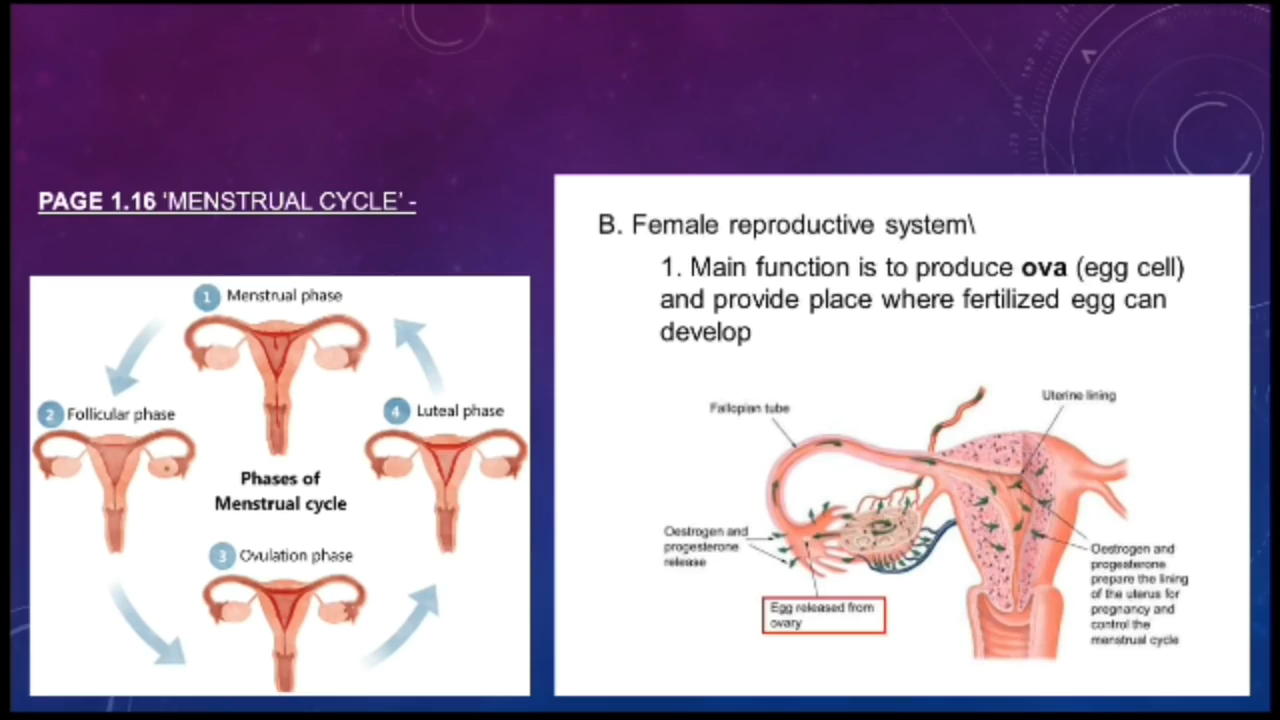 PAGE 1.16 ‘MENSTRUAL CYCLE’ -
1 Menstrual phase
2 Follicular phase
4 Luteal phase
Phases of
Menstrual cycle
3 Ovulation phase
B. Female reproductive system\
1. Main function is to produce ova (egg cell)
and provide place where fertilized egg can
develop
Fallopian tube
Uterine lining
Oestrogen and
progesterone
release
Egg released from
ovary
Oestrogen and
progesterone
prepare the lining
of the uterus for
pregnancy and
control the
menstrual cycle